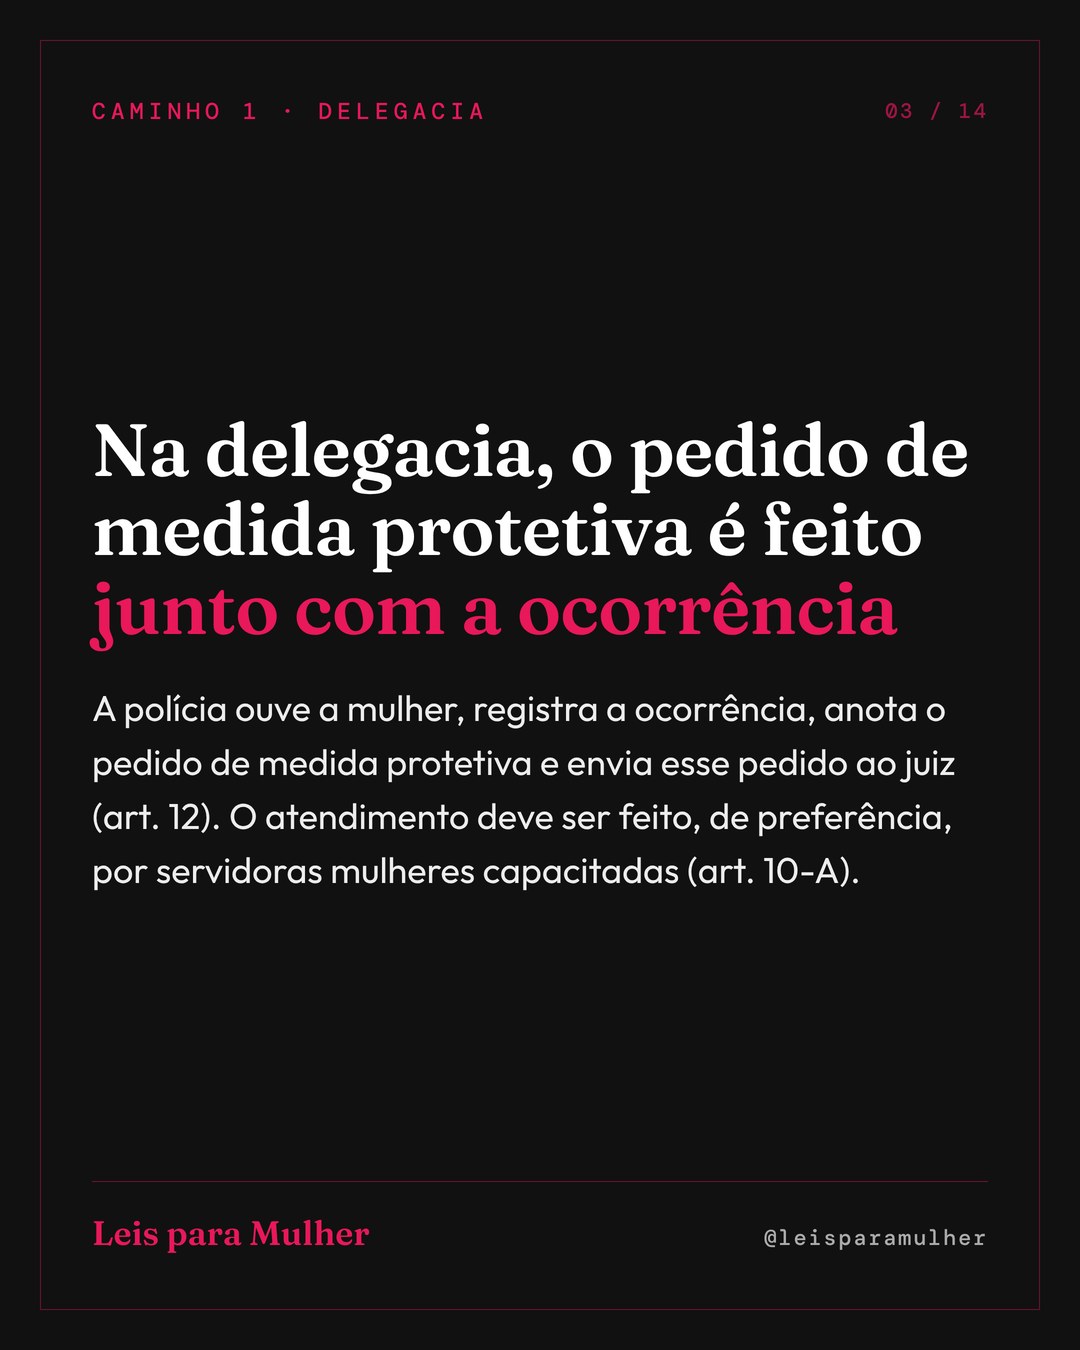 CAMINHO 1 · DELEGACIA
03 / 14
Na delegacia, o pedido de
medida protetiva é feito
junto com a ocorrência
A polícia ouve a mulher, registra a ocorrência, anota o
pedido de medida protetiva e envia esse pedido ao juiz
(art. 12). O atendimento deve ser feito, de preferência,
por servidoras mulheres capacitadas (art. 10-A).
Leis para Mulher
@leisparamulher